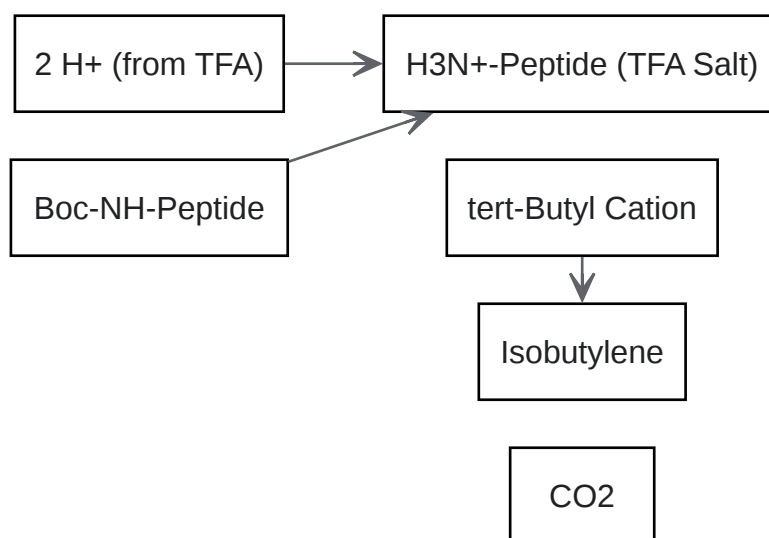 2 H+ (from TFA)
H3N+-Peptide (TFA Salt)
Boc-NH-Peptide
tert-Butyl Cation
Isobutylene
CO2